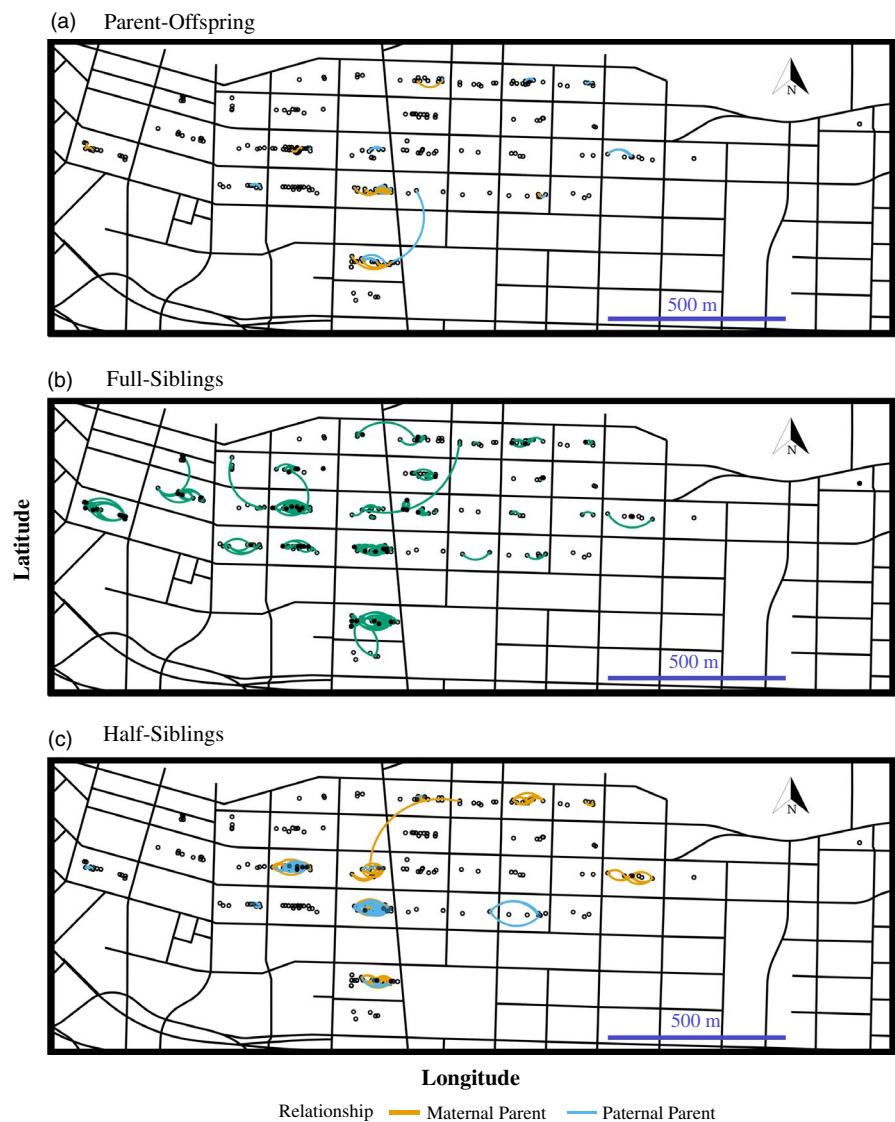 (a) Parent-Offspring
N
500 m
(b) Full-Siblings
N
500 m
Latitude
(c) Half-Siblings
N
500 m
Longitude
Relationship Maternal Parent Paternal Parent